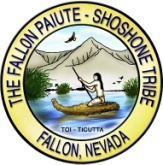 THE FALLON PAIUTE - SHOSHONE TRIBE
TOI - TICUTTA
FALLON, NEVADA